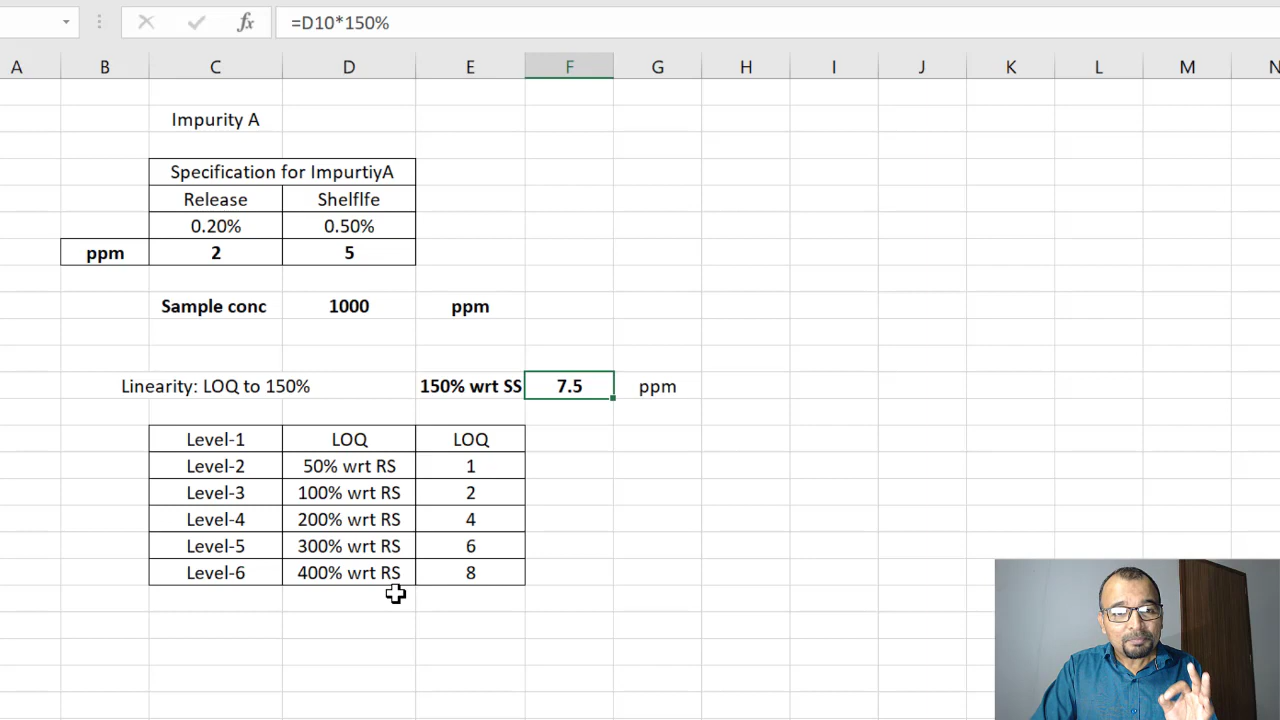 fx =D10*150%
A B C D E F G H I J K L M N
Impurity A
Specification for ImpurtiyA
Release Shelflfe
0.20% 0.50%
ppm 2 5
Sample conc 1000 ppm
Linearity: LOQ to 150% 150% wrt SS 7.5 ppm
Level-1 LOQ LOQ
Level-2 50% wrt RS 1
Level-3 100% wrt RS 2
Level-4 200% wrt RS 4
Level-5 300% wrt RS 6
Level-6 400% wrt RS 8